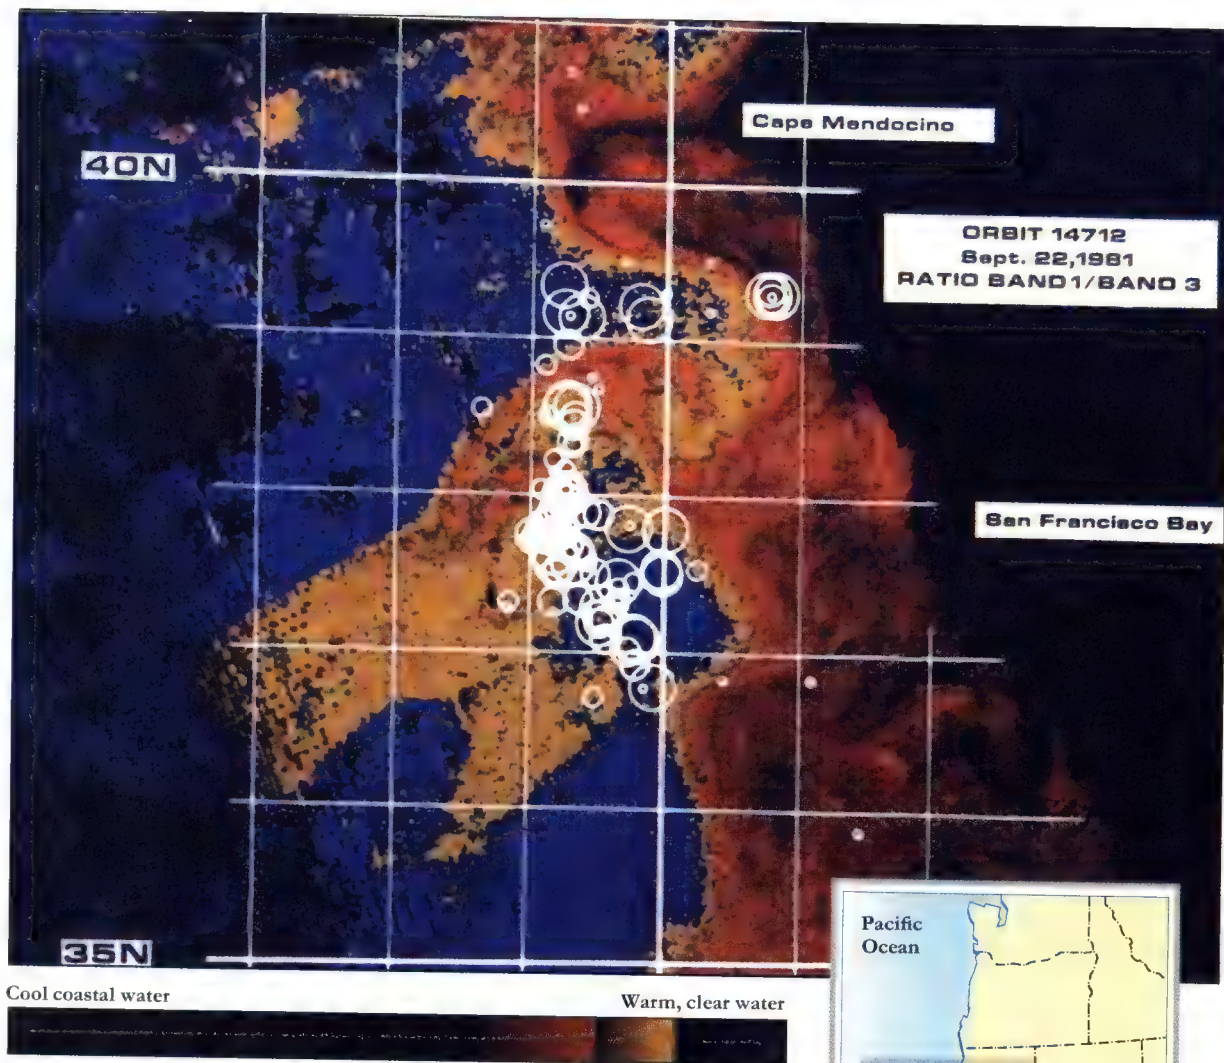 Cape Mendocino
40N
ORBIT 14712
Sept. 22,1981
RATIO BAND1/BAND 3
San Francisco Bay
35N
Pacific
Ocean
Cool coastal water
Warm, clear water